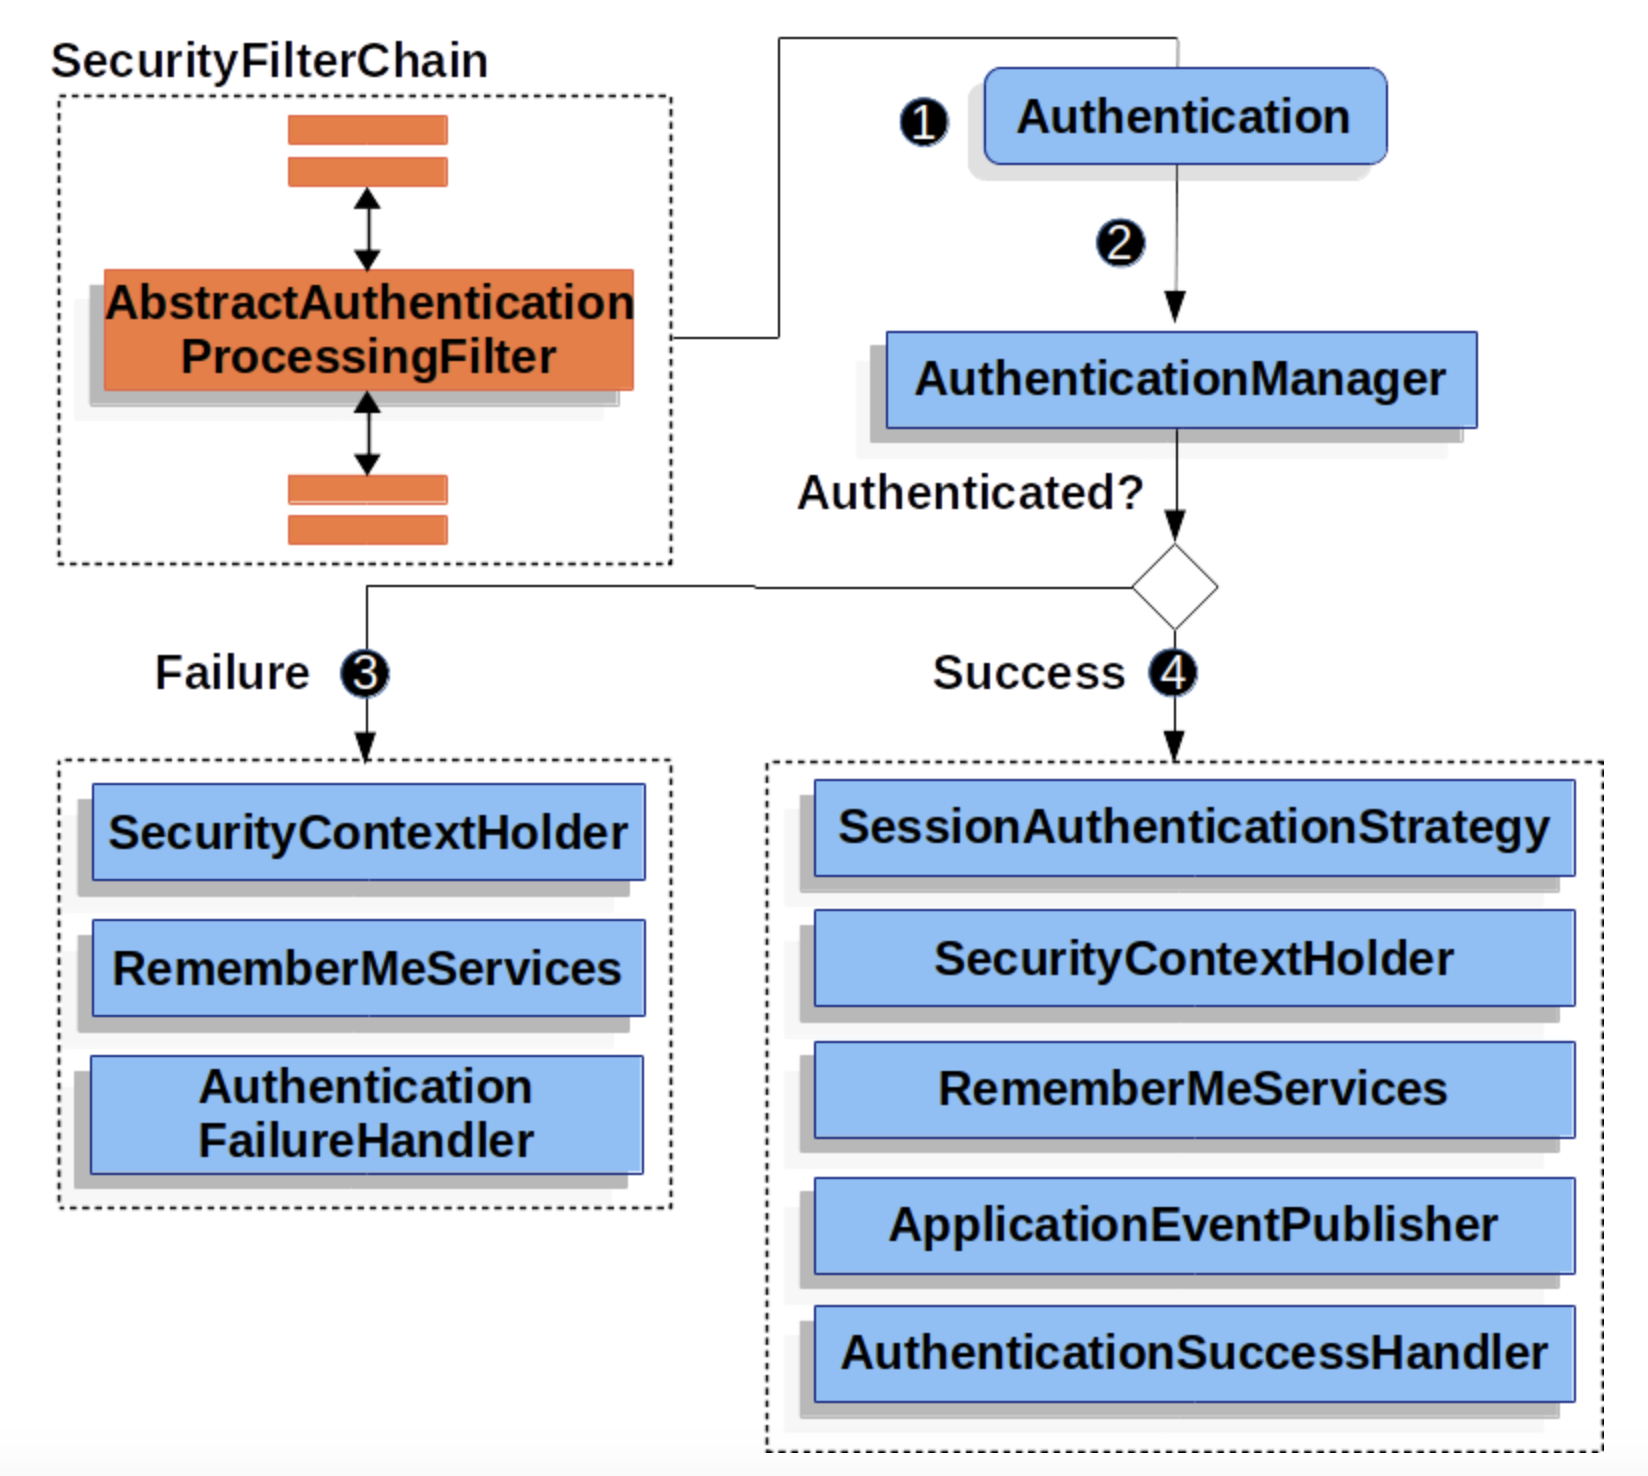 SecurityFilterChain
AbstractAuthentication
ProcessingFilter
1
Authentication
2
AuthenticationManager
Authenticated?
Failure 3
Success 4
SecurityContextHolder
RememberMeServices
Authentication
FailureHandler
SessionAuthenticationStrategy
SecurityContextHolder
RememberMeServices
ApplicationEventPublisher
AuthenticationSuccessHandler